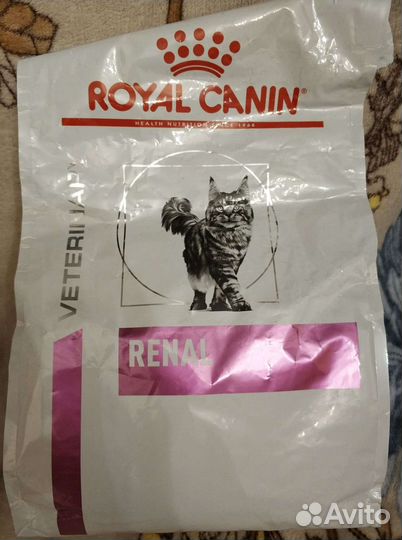 ROYAL CANIN®
HEALTH NUTRITION SINCE 1968
VETERINARY
RENAL
Avito